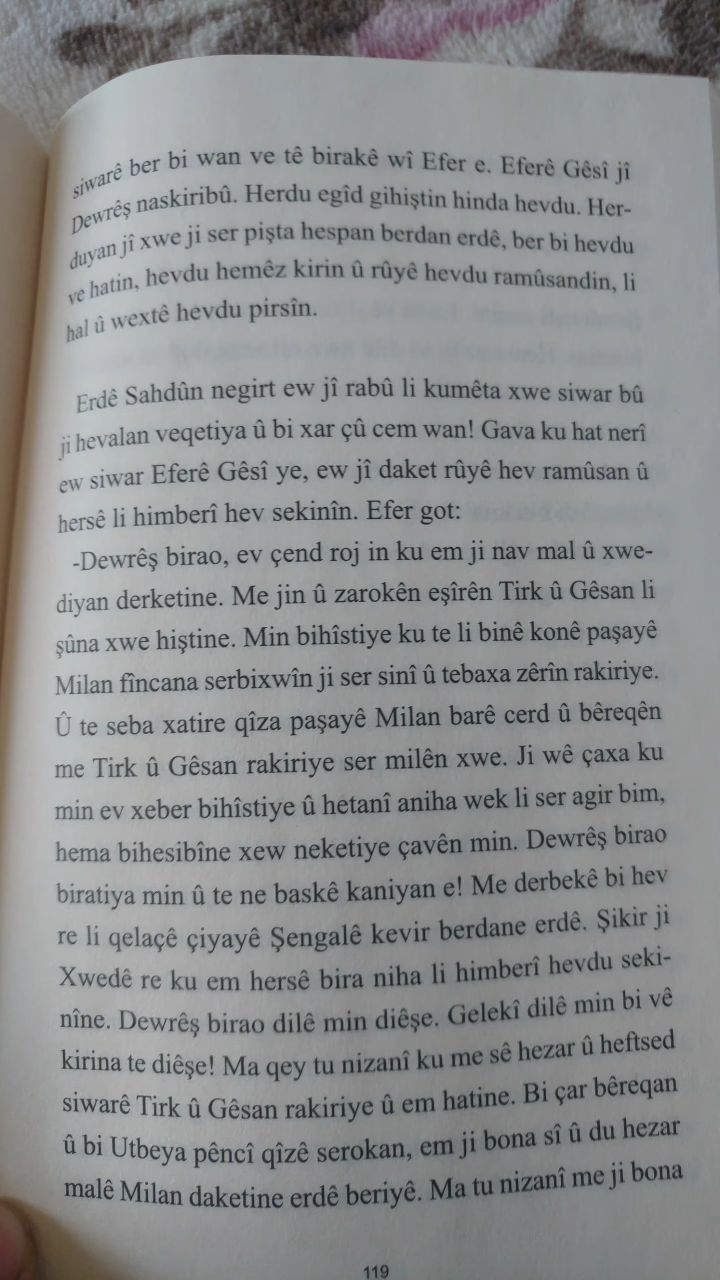 siwarê ber bi wan ve tê birakê wî Efer e. Eferê Gêsî jî
Dewrêş naskiribû. Herdu egîd gihiştin hinda hevdu. Her-
duyan jî xwe ji ser pişta hespan berdan erdê, ber bi hevdu
ve hatin, hevdu hemêz kirin û rûyê hevdu ramûsandin, li
hal û wextê hevdu pirsîn.
Erdê Sahdûn negirt ew jî rabû li kumêta xwe siwar bû
ji hevalan veqetiya û bi xar çû cem wan! Gava ku hat nerî
ew siwar Eferê Gêsî ye, ew jî daket rûyê hev ramûsan û
hersê li himberî hev sekinîn. Efer got:
-Dewrêş birao, ev çend roj in ku em ji nav mal û xwe-
diyan derketine. Me jin û zarokên eşîrên Tirk û Gêsan li
şûna xwe hiştine. Min bihîstiye ku te li binê konê paşayê
Milan fîncana serbixwîn ji ser sinî û tebaxa zêrîn rakiriye.
Û te seba xatire qîza paşayê Milan barê cerd û bêreqên
me Tirk û Gêsan rakiriye ser milên xwe. Ji wê çaxa ku
min ev xeber bihîstiye û hetanî aniha wek li ser agir bim,
hema bihesibîne xew neketiye çavên min. Dewrêş birao
biratiya min û te ne baskê kaniyan e! Me derbekê bi hev
re li qelaçê çiyayê Şengalê kevir berdane erdê. Şikir ji
Xwedê re ku em hersê bira niha li himberî hevdu seki-
nîne. Dewrêş birao dilê min diêşe. Gelekî dilê min bi vê
kirina te diêşe! Ma qey tu nizanî ku me sê hezar û heftsed
siwarê Tirk û Gêsan rakiriye û em hatine. Bi çar bêreqan
û bi Utbeya pêncî qîzê serokan, em ji bona sî û du hezar
malê Milan daketine erdê beriyê. Ma tu nizanî me ji bona
119